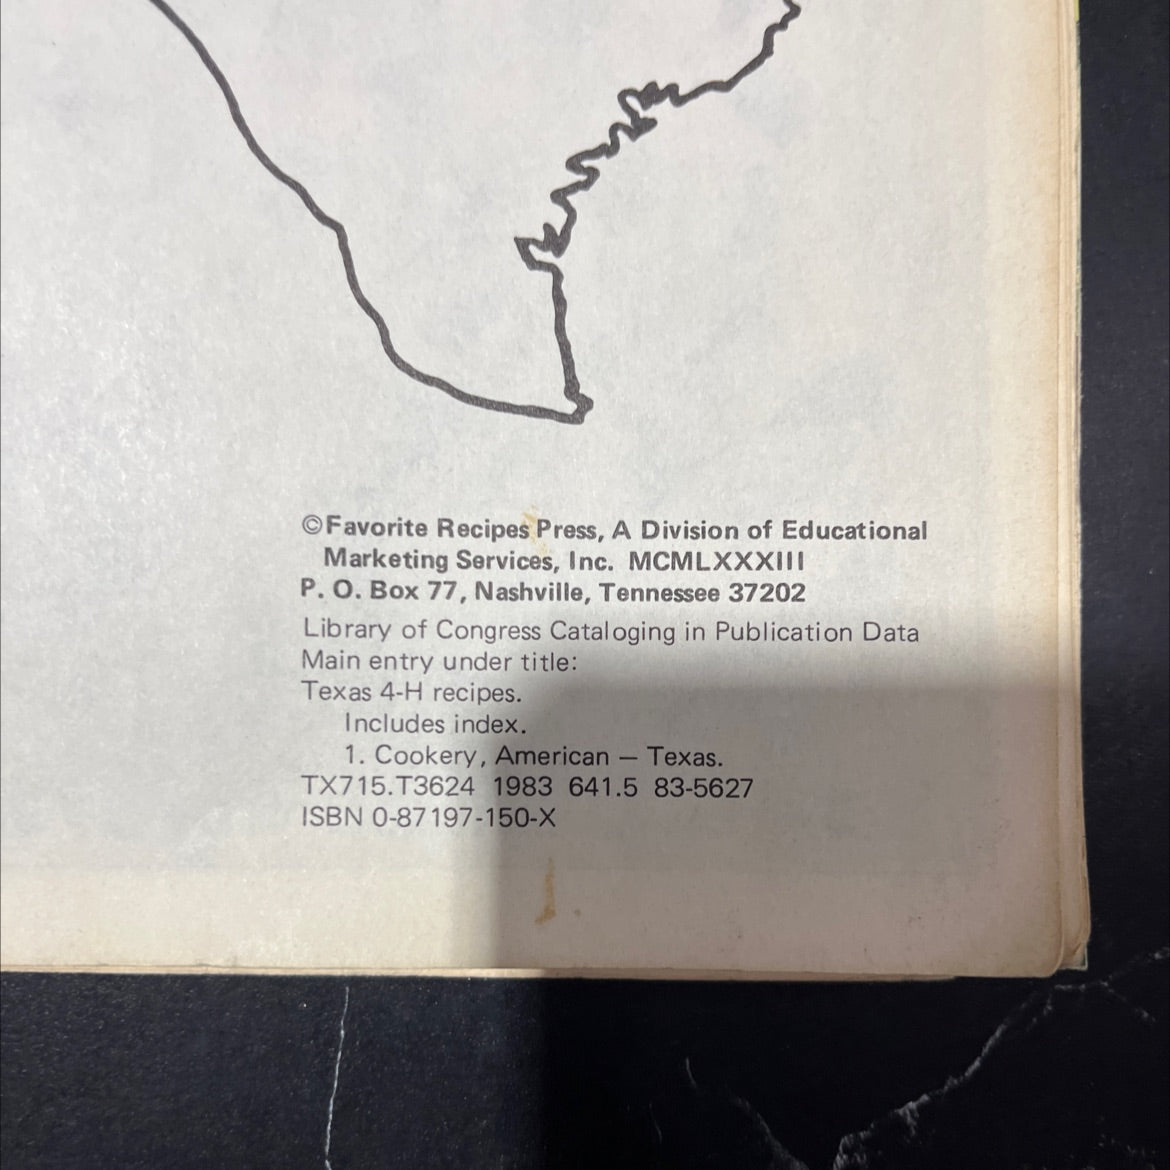 ©Favorite Recipes Press, A Division of Educational
Marketing Services, Inc. MCMLXXXIII
P. O. Box 77, Nashville, Tennessee 37202
Library of Congress Cataloging in Publication Data
Main entry under title:
Texas 4-H recipes.
Includes index.
1. Cookery, American — Texas.
TX715.T3624 1983 641.5 83-5627
ISBN 0-87197-150-X